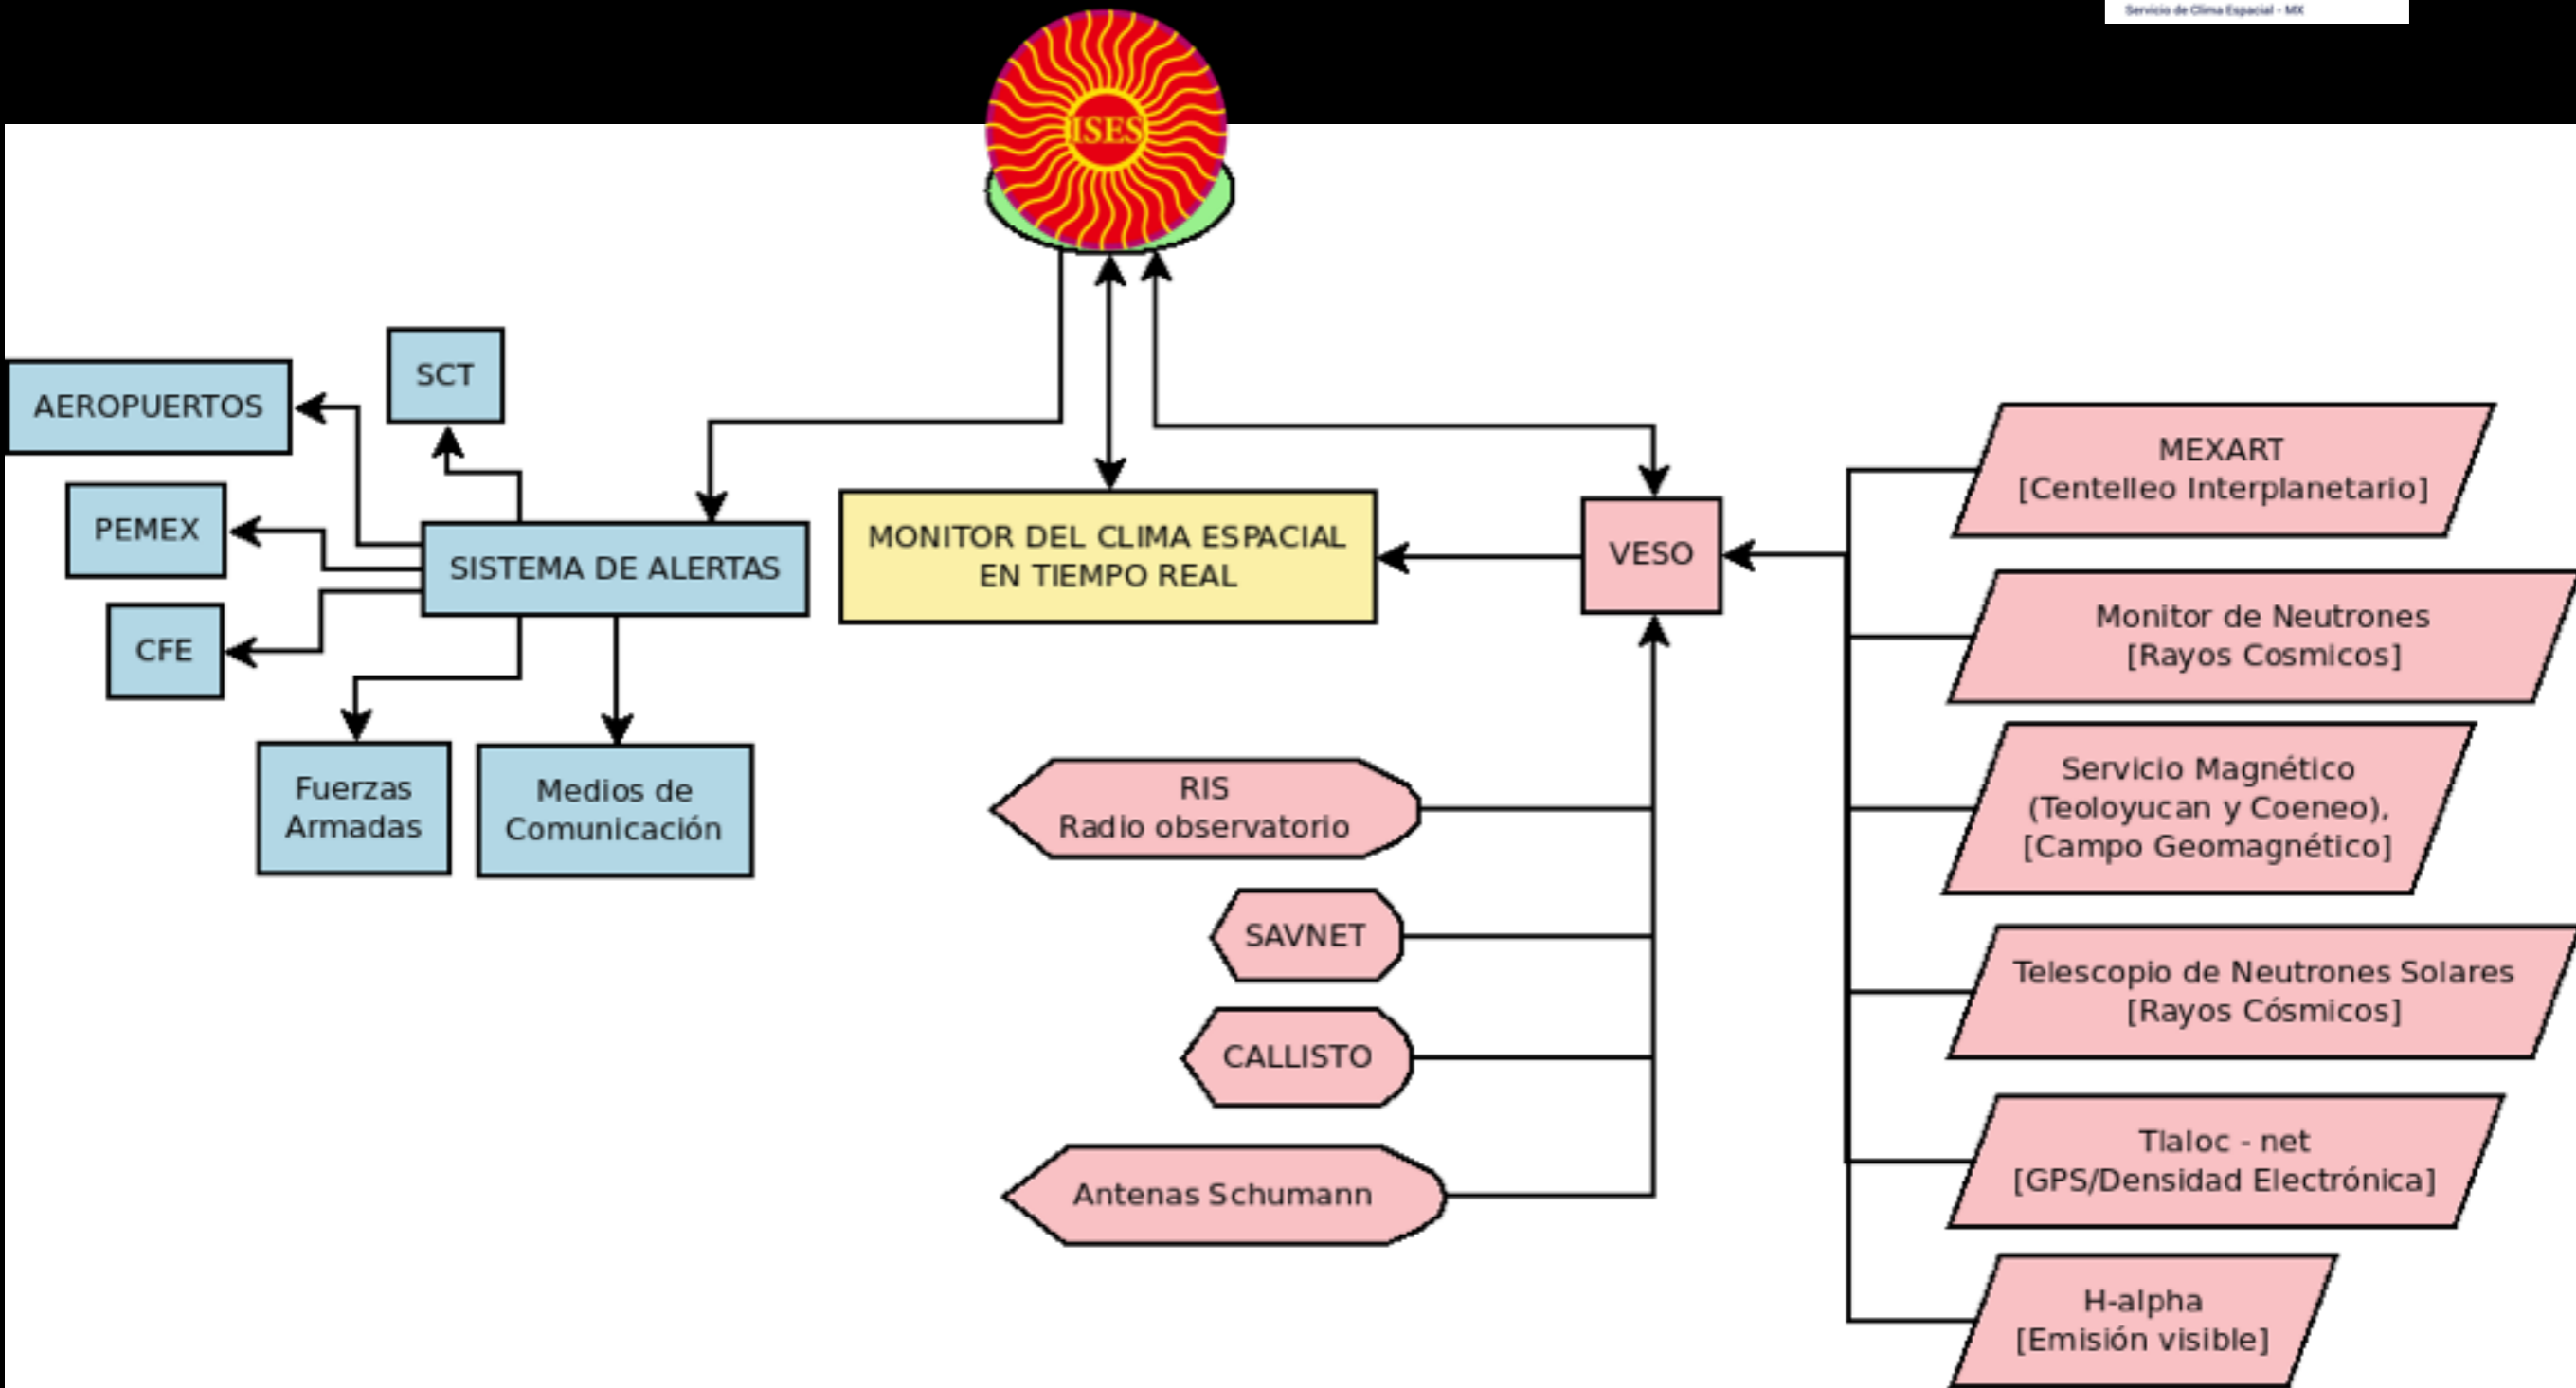 Servicio de Clima Espacial - MX
ISES
SCT
AEROPUERTOS
PEMEX
CFE
SISTEMA DE ALERTAS
Fuerzas
Armadas
Medios de
Comunicación
MONITOR DEL CLIMA ESPACIAL
EN TIEMPO REAL
VESO
RIS
Radio observatorio
SAVNET
CALLISTO
Antenas Schumann
MEXART
[Centelleo Interplanetario]
Monitor de Neutrones
[Rayos Cosmicos]
Servicio Magnético
(Teoloyucan y Coeneo),
[Campo Geomagnético]
Telescopio de Neutrones Solares
[Rayos Cósmicos]
Tlaloc - net
[GPS/Densidad Electrónica]
H-alpha
[Emisión visible]